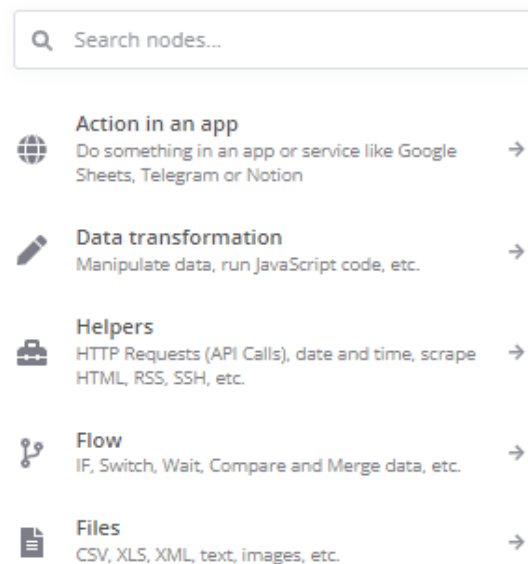 Search nodes...
Action in an app
Do something in an app or service like Google
Sheets, Telegram or Notion
Data transformation
Manipulate data, run JavaScript code, etc.
Helpers
HTTP Requests (API Calls), date and time, scrape
HTML, RSS, SSH, etc.
Flow
IF, Switch, Wait, Compare and Merge data, etc.
Files
CSV, XLS, XML, text, images, etc.